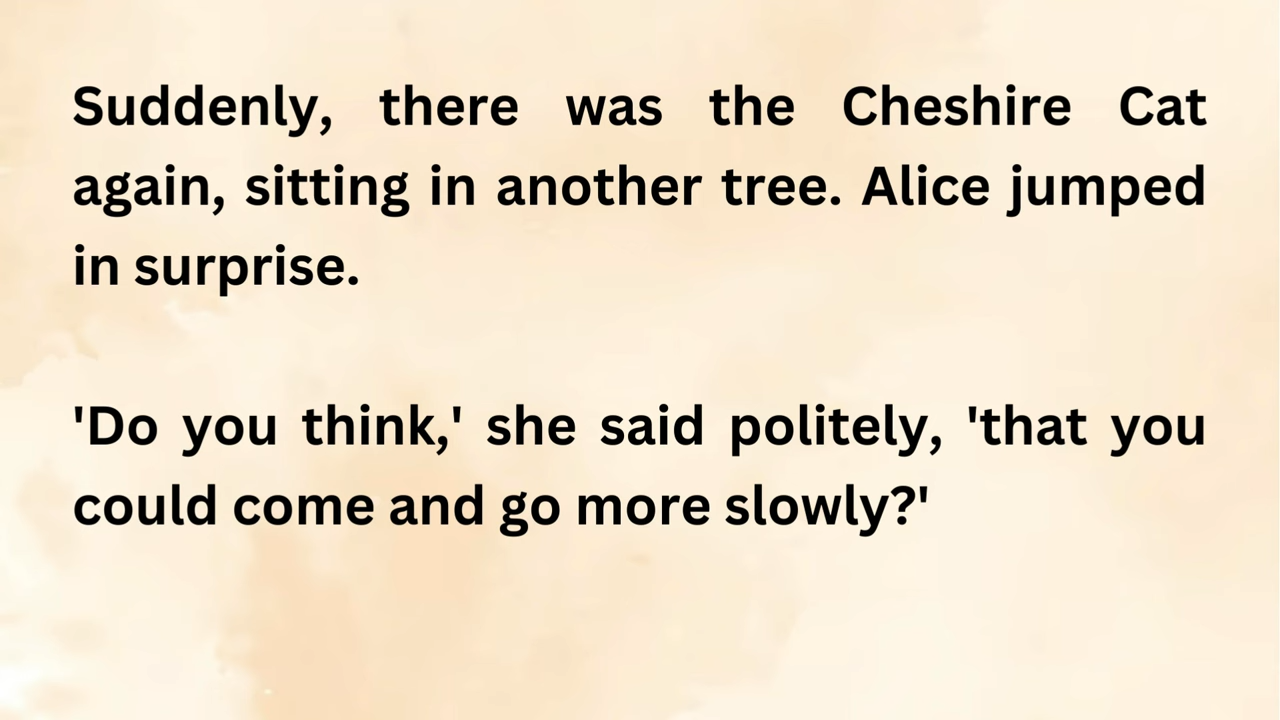 Suddenly, there was the Cheshire Cat
again, sitting in another tree. Alice jumped
in surprise.
'Do you think,' she said politely, 'that you
could come and go more slowly?'